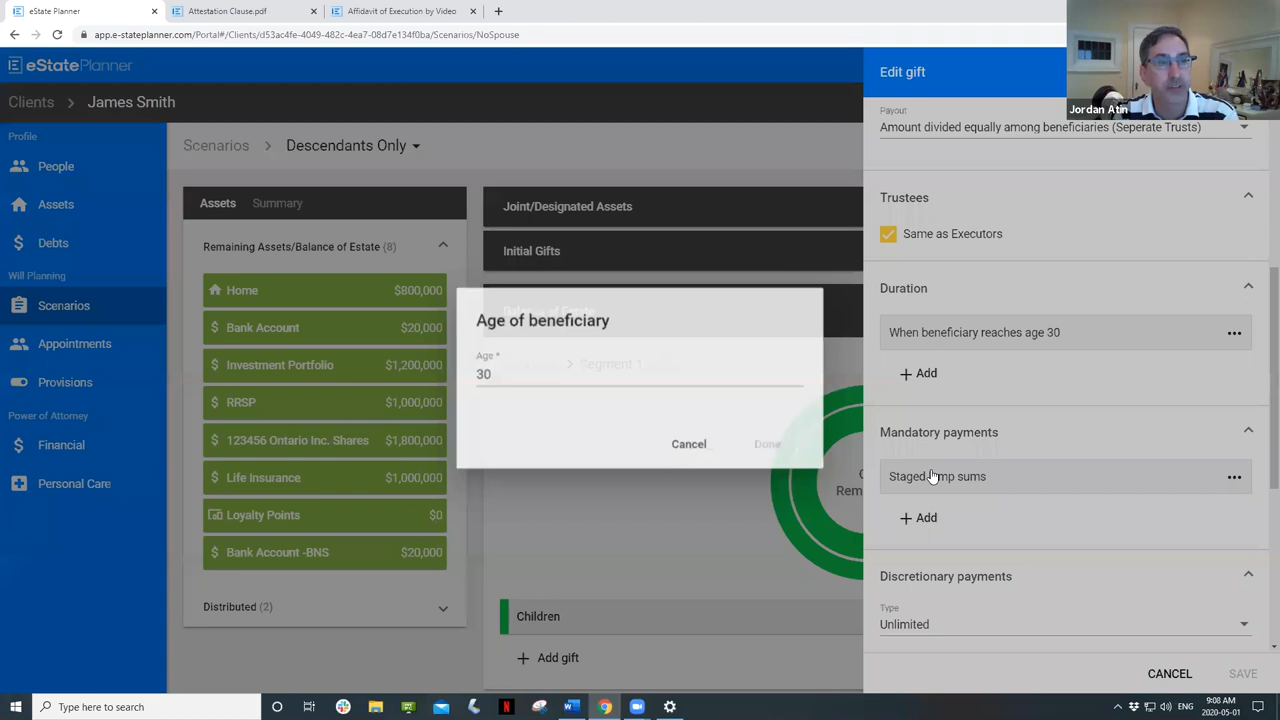 eState Planner
Attestation Clause.pdf
Affidavit of Execution by Video
app.e-stateplanner.com/Portal#/Clients/d53ac4fe-4049-482c-4ea7-08d7e134f0ba/Scenarios/NoSpouse
eStatePlanner
Edit gift
Jordan Atin
Clients > James Smith
Payout
Amount divided equally among beneficiaries (Seperate Trusts)
Profile
People
Assets
Debts
Will Planning
Scenarios
Appointments
Provisions
Power of Attorney
Financial
Personal Care
Scenarios > Descendants Only
Assets Summary
Remaining Assets/Balance of Estate (8)
Home $800,000
Bank Account $20,000
Investment Portfolio $1,200,000
RRSP $1,000,000
123456 Ontario Inc. Shares $1,800,000
Life Insurance $1,000,000
Loyalty Points $0
Bank Account -BNS $20,000
Distributed (2)
Joint/Designated Assets
Initial Gifts
> Segment 1
Children
+ Add gift
Age of beneficiary
Age *
30
Cancel Done
Trustees
Same as Executors
Duration
When beneficiary reaches age 30
+ Add
Mandatory payments
Staged sums
+ Add
Discretionary payments
Type
Unlimited
CANCEL SAVE
Type here to search
ENG
9:08 AM
2020-05-01